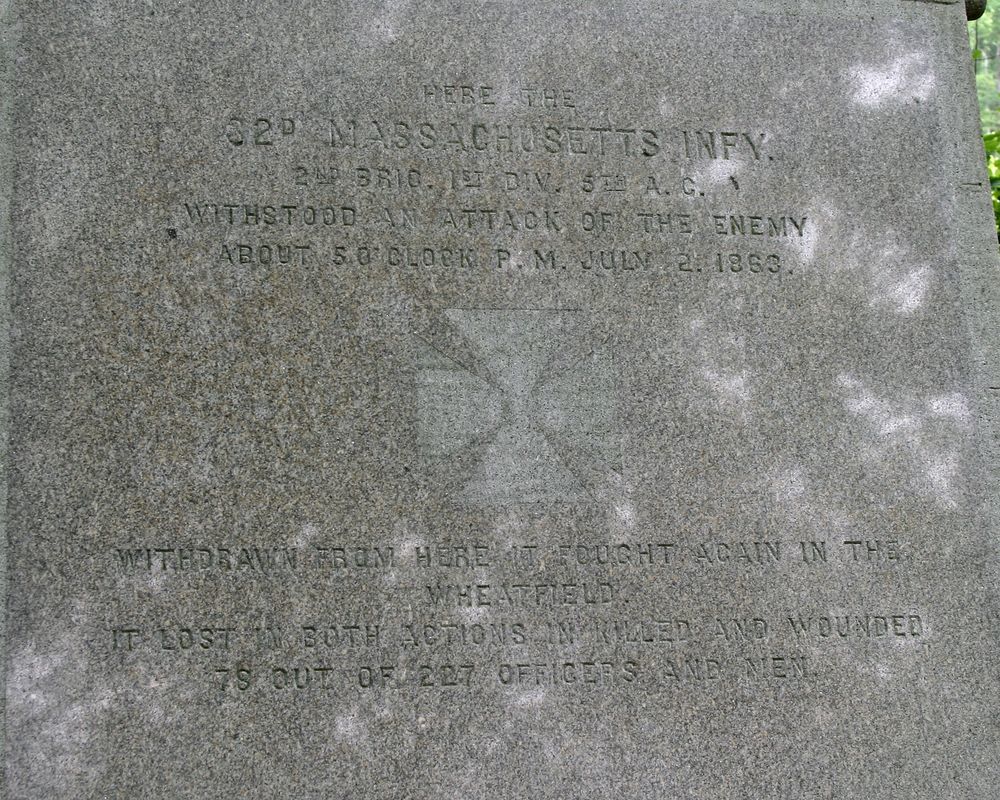 HERE THE
32D MASSACHUSETTS INFY.
2ND BRIG. 1ST DIV. 5TH A. C.
WITHSTOOD AN ATTACK OF THE ENEMY
ABOUT 5 O'CLOCK P. M. JULY 2. 1863.
WITHDRAWN FROM HERE IT FOUGHT AGAIN IN THE
WHEATFIELD.
IT LOST IN BOTH ACTIONS IN KILLED AND WOUNDED
78 OUT OF 227 OFFICERS AND MEN.